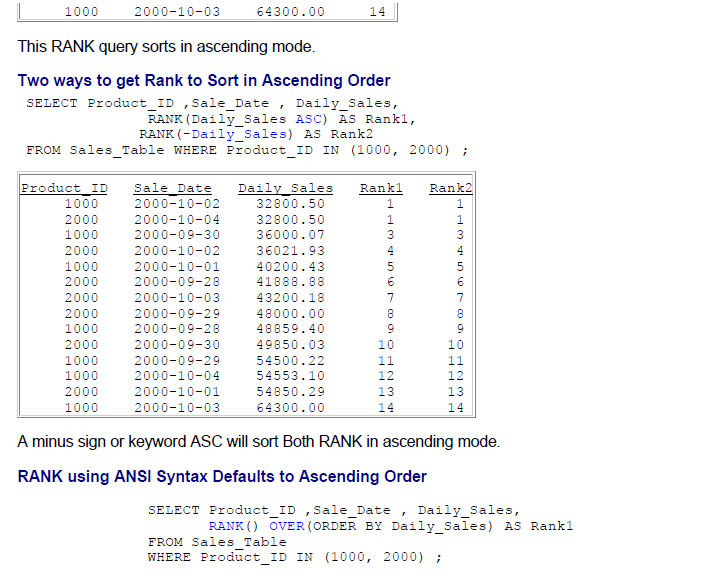 1000 2000-10-03 64300.00 14
This RANK query sorts in ascending mode.
Two ways to get Rank to Sort in Ascending Order
SELECT Product_ID ,Sale_Date , Daily_Sales,
RANK(Daily_Sales ASC) AS Rank1,
RANK(-Daily_Sales) AS Rank2
FROM Sales_Table WHERE Product_ID IN (1000, 2000) ;
Product_ID Sale_Date Daily_Sales Rank1 Rank2
1000 2000-10-02 32800.50 1 1
2000 2000-10-04 32800.50 1 1
1000 2000-09-30 36000.07 3 3
2000 2000-10-02 36021.93 4 4
1000 2000-10-01 40200.43 5 5
2000 2000-09-28 41888.88 6 6
2000 2000-10-03 43200.18 7 7
2000 2000-09-29 48000.00 8 8
1000 2000-09-28 48859.40 9 9
2000 2000-09-30 49850.03 10 10
1000 2000-09-29 54500.22 11 11
1000 2000-10-04 54553.10 12 12
2000 2000-10-01 54850.29 13 13
1000 2000-10-03 64300.00 14 14
A minus sign or keyword ASC will sort Both RANK in ascending mode.
RANK using ANSI Syntax Defaults to Ascending Order
SELECT Product_ID ,Sale_Date , Daily_Sales,
RANK() OVER(ORDER BY Daily_Sales) AS Rank1
FROM Sales_Table
WHERE Product_ID IN (1000, 2000) ;